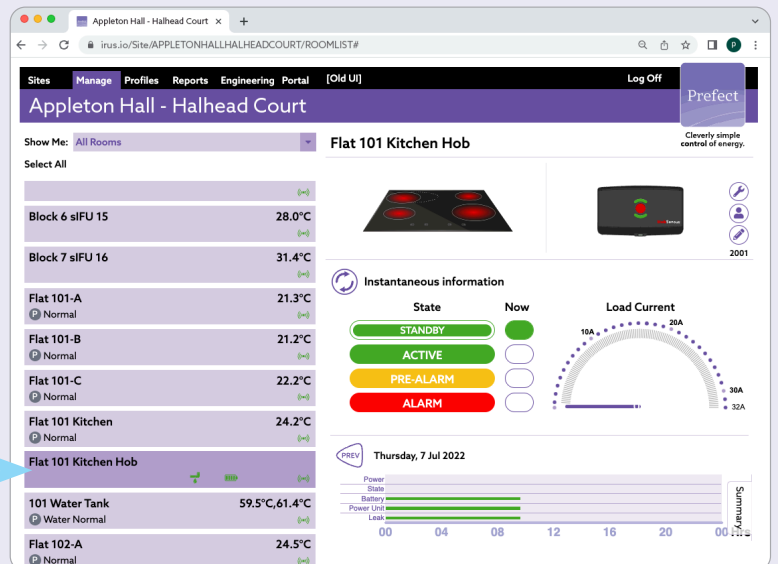 Appleton Hall - Halhead Court × +
irus.io/Site/APPLETONHALLHALHEADCOURT/ROOMLIST#
P
Sites Manage Profiles Reports Engineering Portal [Old UI] Log Off
Appleton Hall - Halhead Court
Prefect
Cleverly simple
control of energy.
Show Me: All Rooms
Select All
Block 6 sIFU 15 28.0°C
Block 7 sIFU 16 31.4°C
Flat 101-A 21.3°C
P Normal
Flat 101-B 21.2°C
P Normal
Flat 101-C 22.2°C
P Normal
Flat 101 Kitchen 24.2°C
P Normal
Flat 101 Kitchen Hob
101 Water Tank 59.5°C,61.4°C
P Water Normal
Flat 102-A 24.5°C
P Normal
Flat 101 Kitchen Hob
2001
Instantaneous information
State Now Load Current
STANDBY
ACTIVE
PRE-ALARM
ALARM
10A 20A
30A
32A
PREV Thursday, 7 Jul 2022
Power
State
Battery
Power Unit
Leak
00 04 08 12 16 20 00 Hrs
Summary